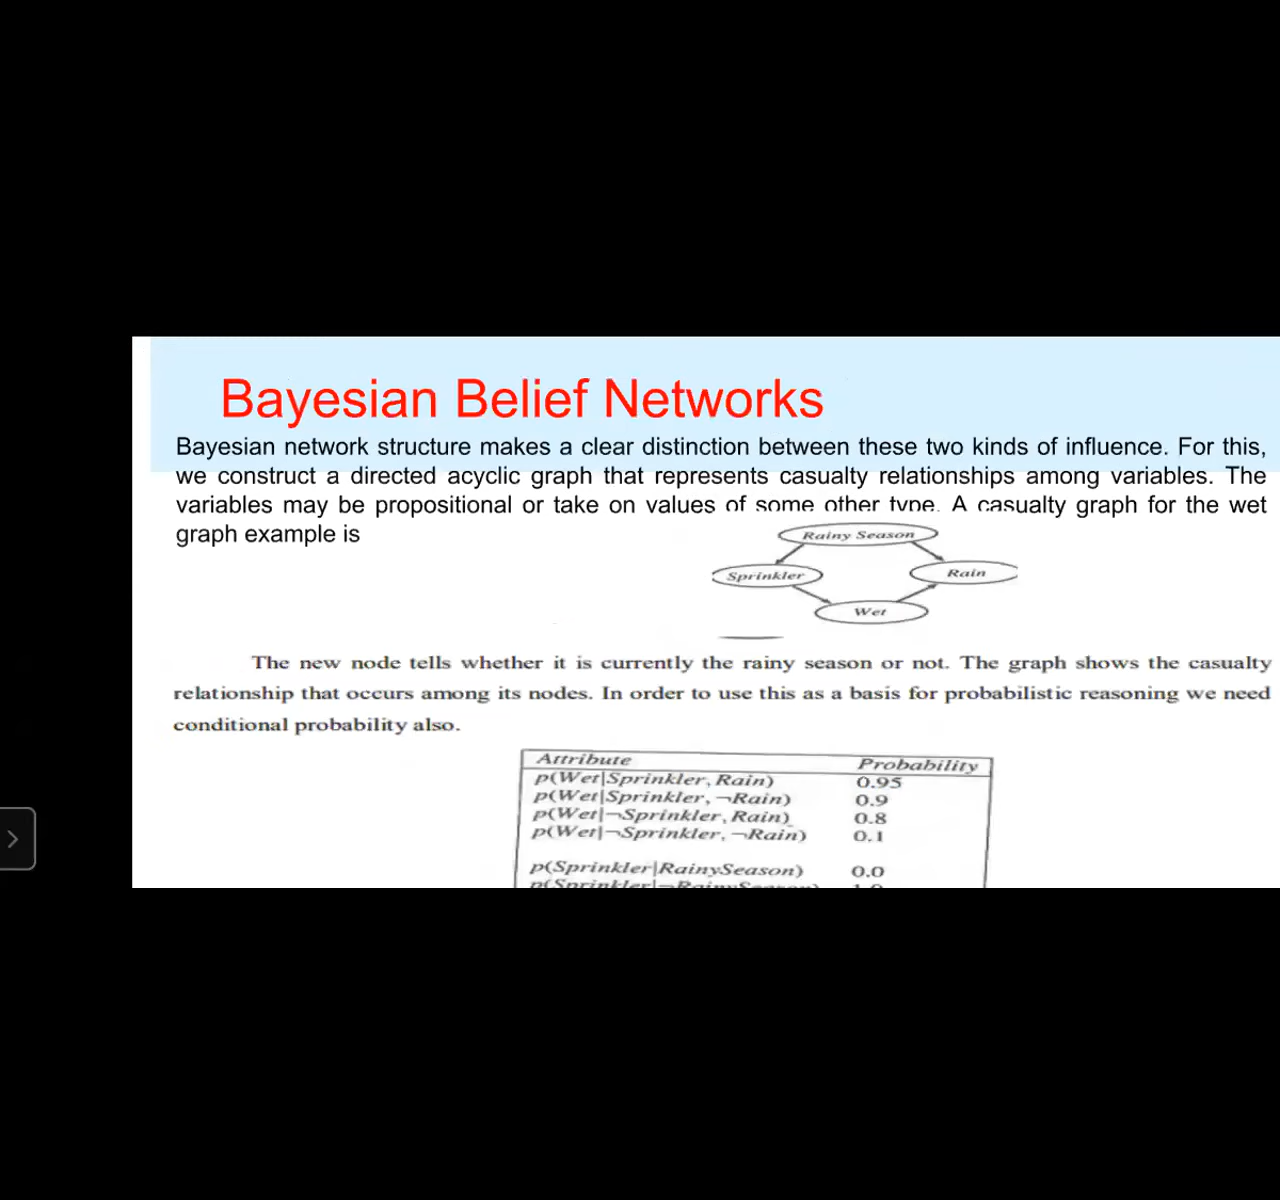 Bayesian Belief Networks
Bayesian network structure makes a clear distinction between these two kinds of influence. For this,
we construct a directed acyclic graph that represents casualty relationships among variables. The
variables may be propositional or take on values of some other type. A casualty graph for the wet
graph example is
Rainy Season
Sprinkler
Rain
Wet
The new node tells whether it is currently the rainy season or not. The graph shows the casualty
relationship that occurs among its nodes. In order to use this as a basis for probabilistic reasoning we need
conditional probability also.
Attribute Probability
p(Wet|Sprinkler, Rain) 0.95
p(Wet|Sprinkler, ¬Rain) 0.9
p(Wet|¬Sprinkler, Rain) 0.8
p(Wet|¬Sprinkler, ¬Rain) 0.1
p(Sprinkler|RainySeason) 0.0